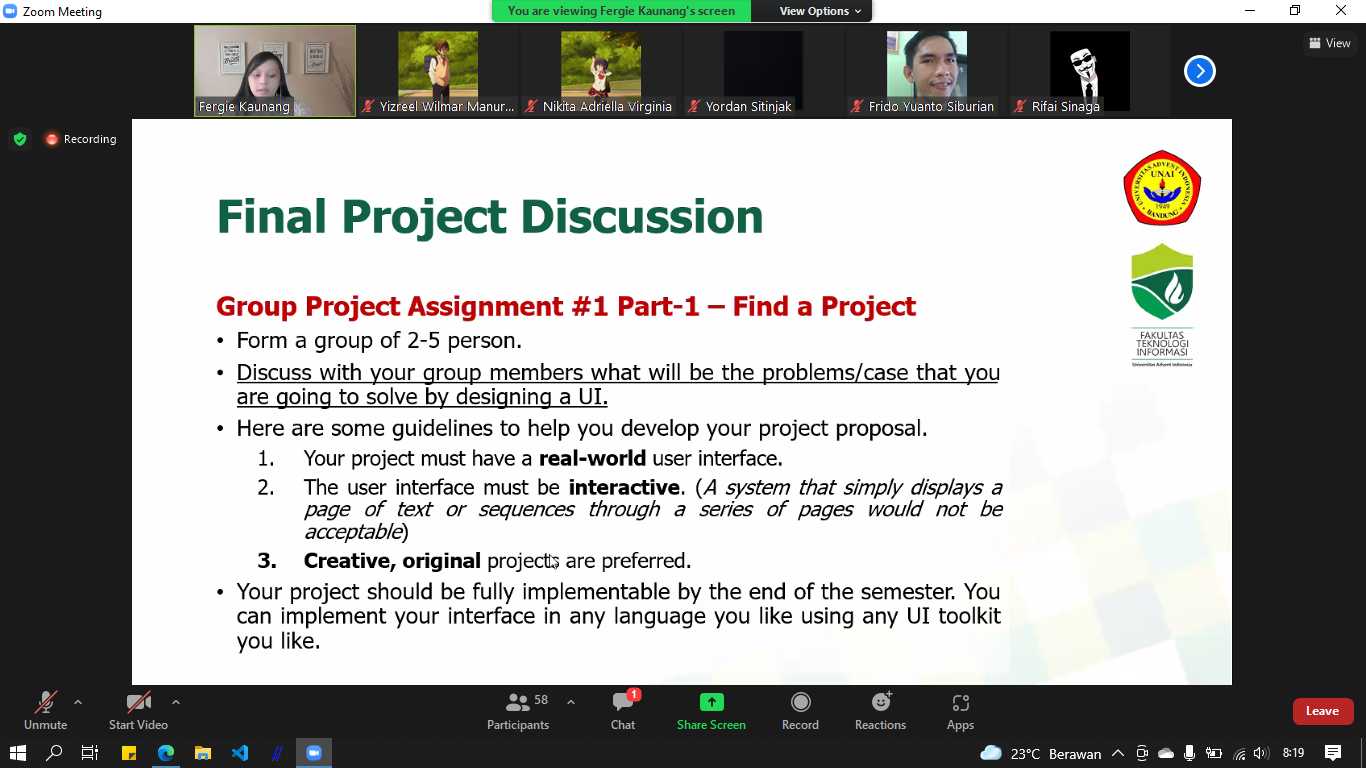 Zoom Meeting
You are viewing Fergie Kaunang's screen
View Options
View
Fergie Kaunang
Yizreel Wilmar Manur...
Nikita Adriella Virginia
Yordan Sitinjak
Frido Yuanto Siburian
Rifai Sinaga
Recording
UNIVERSITAS ADVENT INDONESIA
UNAI
1949
BANDUNG
Final Project Discussion
FAKULTAS
TEKNOLOGI
INFORMASI
Universitas Advent Indonesia
Group Project Assignment #1 Part-1 – Find a Project
• Form a group of 2-5 person.
• Discuss with your group members what will be the problems/case that you
are going to solve by designing a UI.
• Here are some guidelines to help you develop your project proposal.
1. Your project must have a real-world user interface.
2. The user interface must be interactive. (A system that simply displays a
page of text or sequences through a series of pages would not be
acceptable)
3. Creative, original projects are preferred.
• Your project should be fully implementable by the end of the semester. You
can implement your interface in any language you like using any UI toolkit
you like.
Unmute
Start Video
58
Participants
1
Chat
Share Screen
Record
Reactions
Apps
Leave
23°C Berawan
8:19